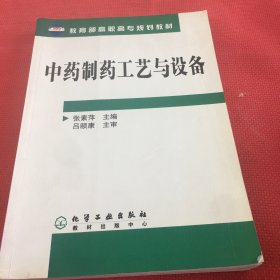 教育部高职高专规划教材
中药制药工艺与设备
张素萍 主编
吕颐康 主审
化学工业出版社
教材出版中心